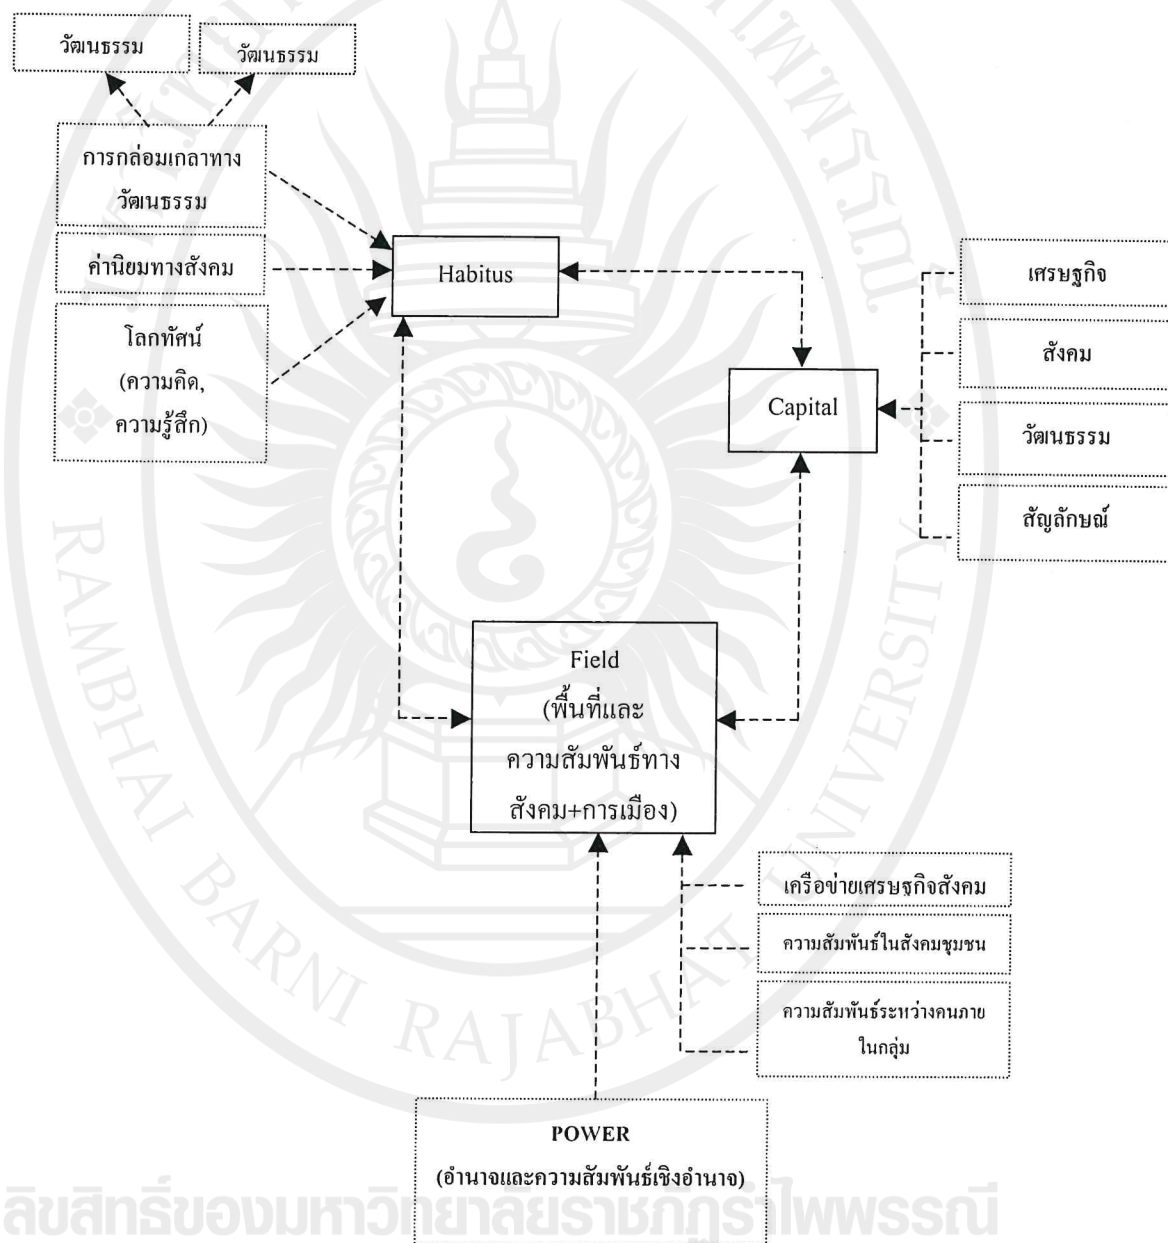 วัฒนธรรม
วัฒนธรรม
การกล่อมเกลาทาง
วัฒนธรรม
ค่านิยมทางสังคม
โลกทัศน์
(ความคิด,
ความรู้สึก)
Habitus
Capital
เศรษฐกิจ
สังคม
วัฒนธรรม
สัญลักษณ์
Field
(พื้นที่และ
ความสัมพันธ์ทาง
สังคม+การเมือง)
เครือข่ายเศรษฐกิจสังคม
ความสัมพันธ์ในสังคมชุมชน
ความสัมพันธ์ระหว่างคนภาย
ในกลุ่ม
POWER
(อำนาจและความสัมพันธ์เชิงอำนาจ)
RAMBHAI BARNI RAJABHAT UNIVERSITY
ลิขสิทธิ์ของมหาวิทยาลัยราชภัฏรำไพพรรณี